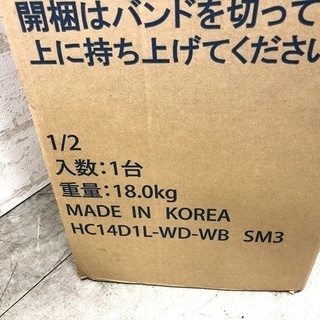 開梱はバンドを切って
上に持ち上げてください
1/2
入数：1台
重量：18.0kg
MADE IN KOREA
HC14D1L-WD-WB SM3